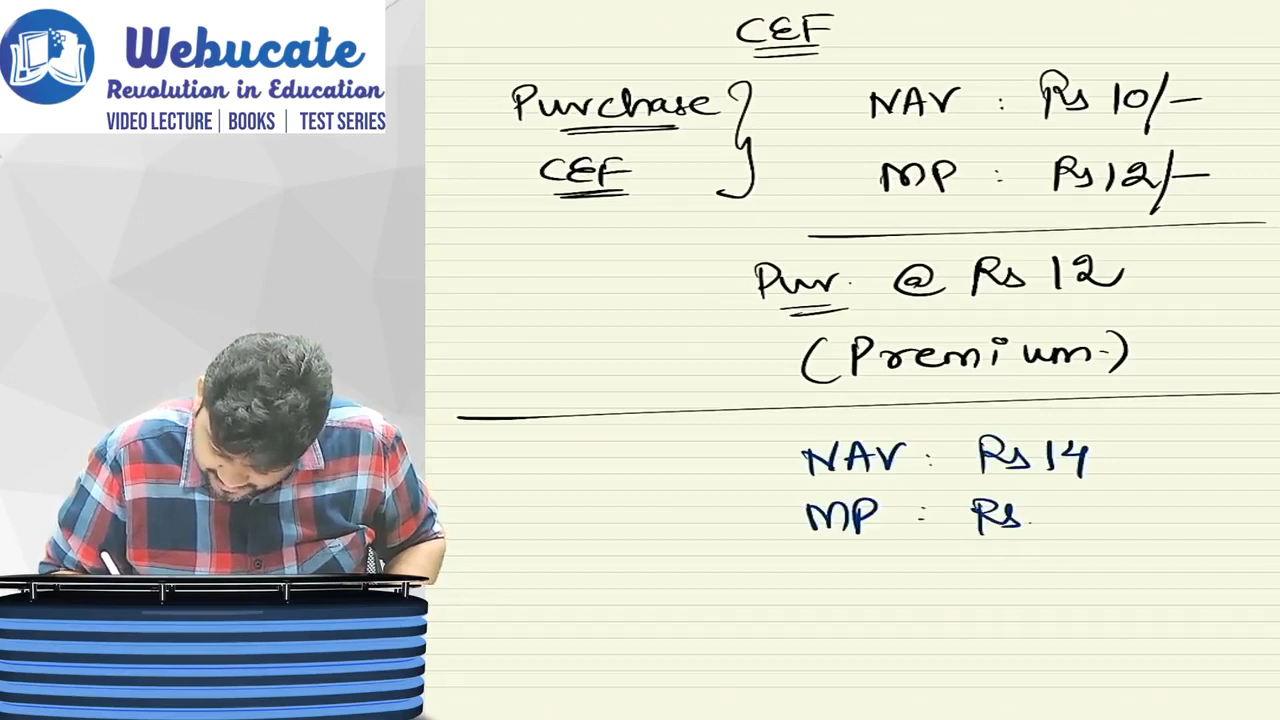 Webucate
Revolution in Education
VIDEO LECTURE | BOOKS | TEST SERIES
CEF
Purchase
CEF
NAV : Rs 10/-
MP : Rs 12/-
Pur. @ Rs 12
(Premium.)
NAV : Rs 14
MP : Rs